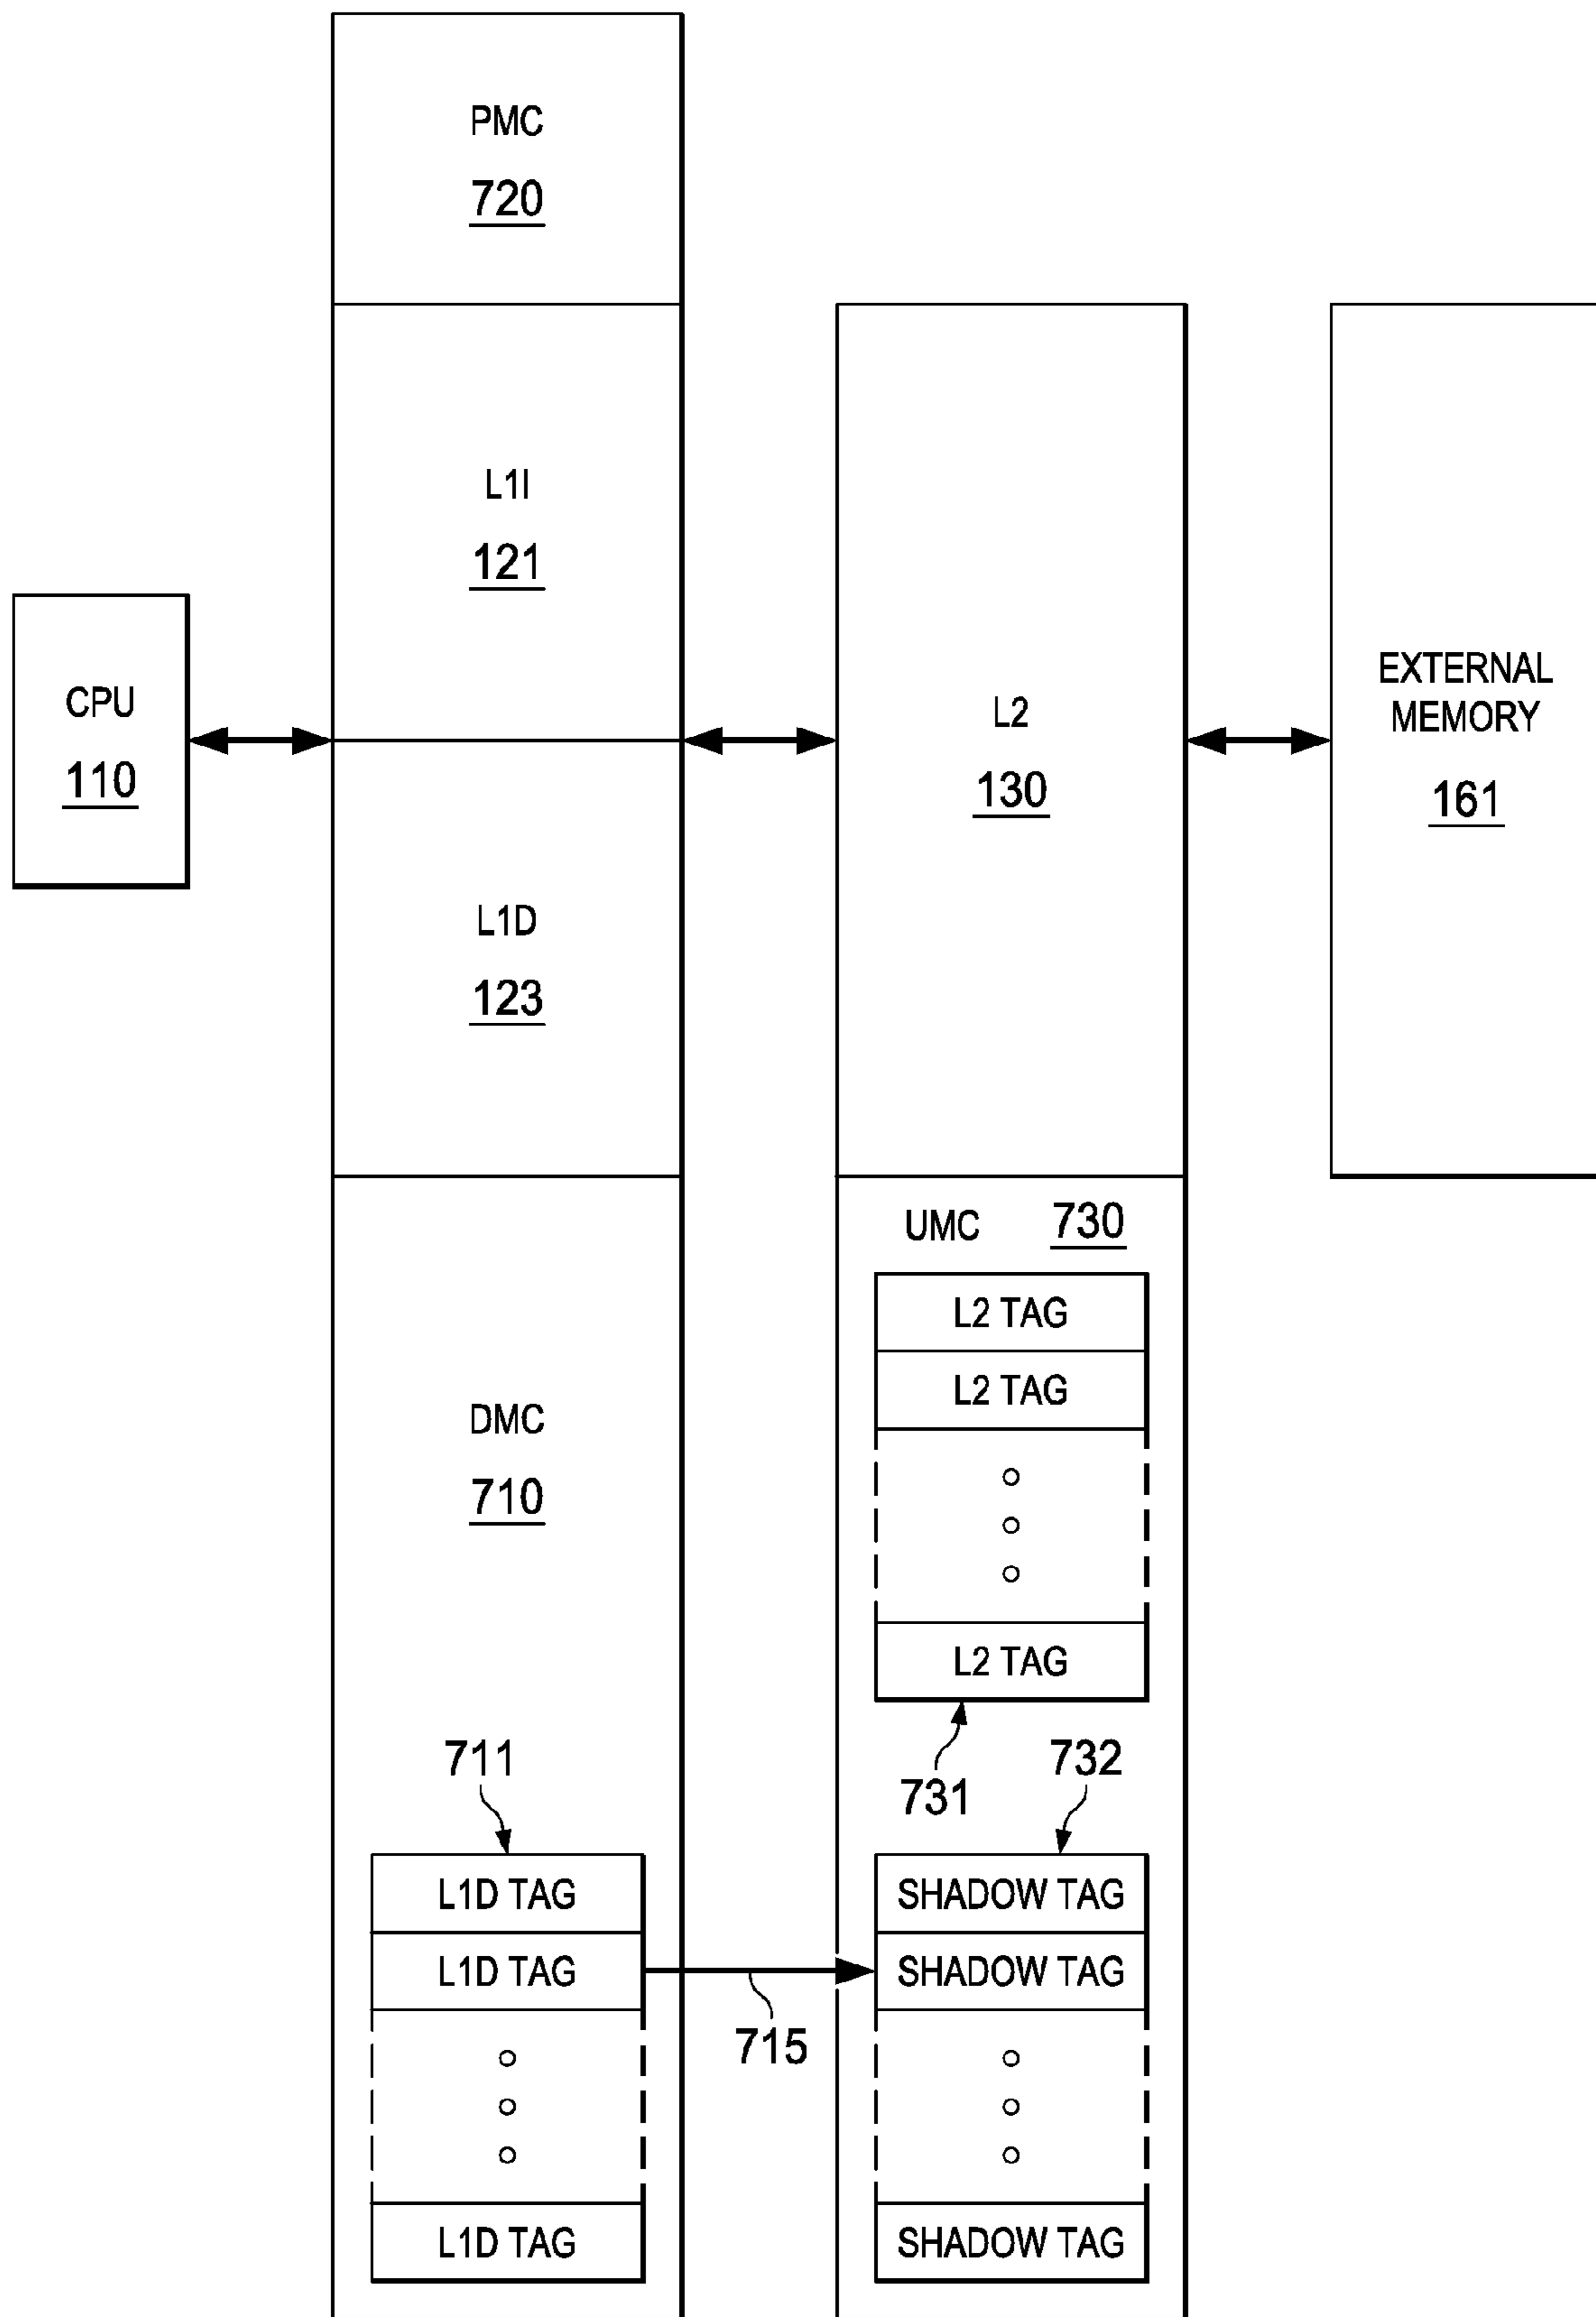 PMC
720
L1I
121
CPU
110
L1D
123
L2
130
EXTERNAL
MEMORY
161
DMC
710
711
L1D TAG
L1D TAG
L1D TAG
715
UMC 730
L2 TAG
L2 TAG
L2 TAG
731
732
SHADOW TAG
SHADOW TAG
SHADOW TAG